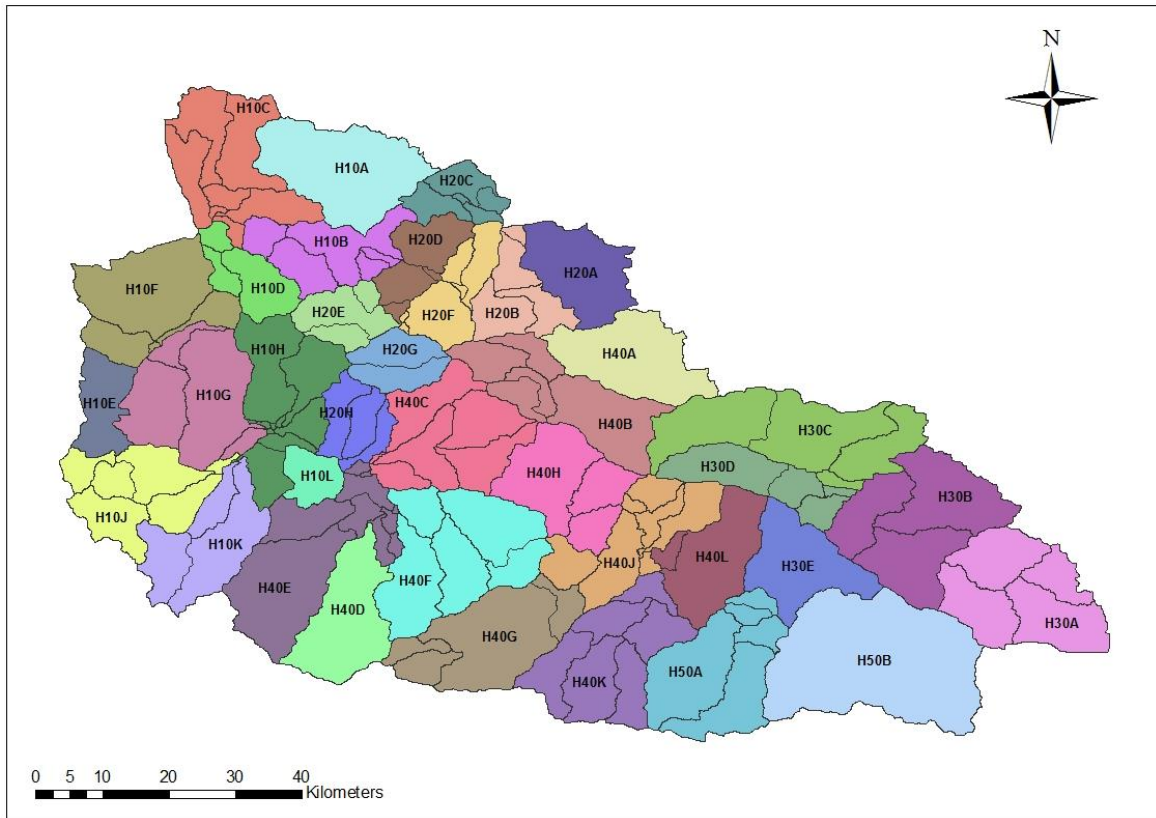 N
H10C
H10A
H20C
H10B
H20D
H20A
H10F
H10D
H20E
H20F
H20B
H10H
H20G
H40A
H10E
H10G
H20H
H40C
H40B
H30C
H10L
H40H
H30D
H30B
H10J
H10K
H40J
H40L
H30E
H40E
H40F
H40D
H30A
H40G
H50B
H40K
H50A
0 5 10 20 30 40
Kilometers